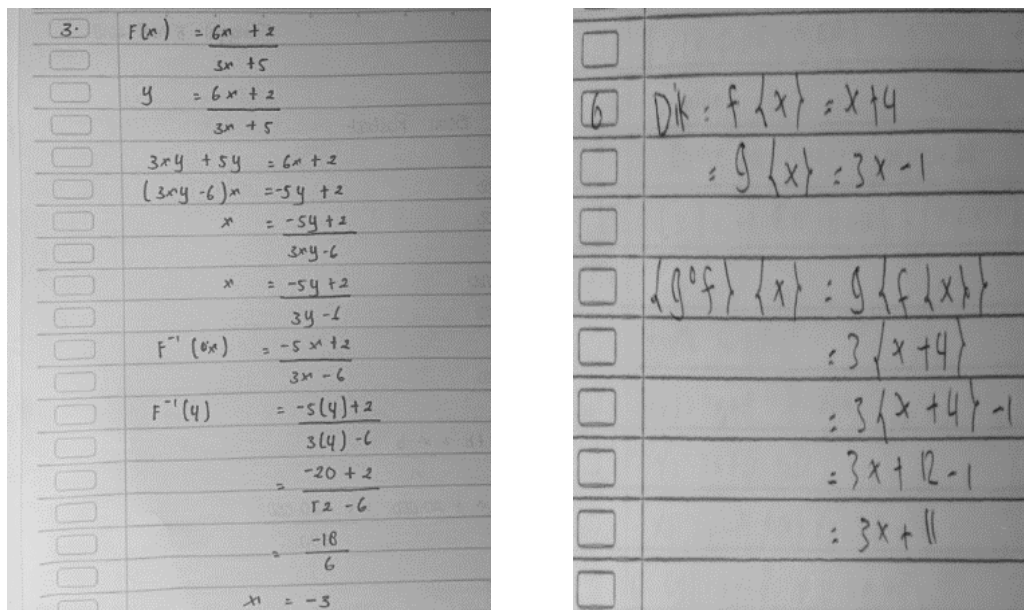 3. F(x) = 6x + 2
3x + 5
y = 6x + 2
3x + 5
3xy + 5y = 6x + 2
(3xy - 6)x = -5y + 2
x = -5y + 2
3xy - 6
x = -5y + 2
3y - 1
= -5x + 2
3x - 6
F⁻¹(4) = -5(4) + 2
3(4) - 6
= -20 + 2
12 - 6
= -18
6
x = -3
6 Dik : f {x} = x + 4
= g {x} = 3x - 1
{g°f} {x} = g {f {x}}
= 3 {x + 4}
= 3 {x + 4} - 1
= 3x + 12 - 1
= 3x + 11